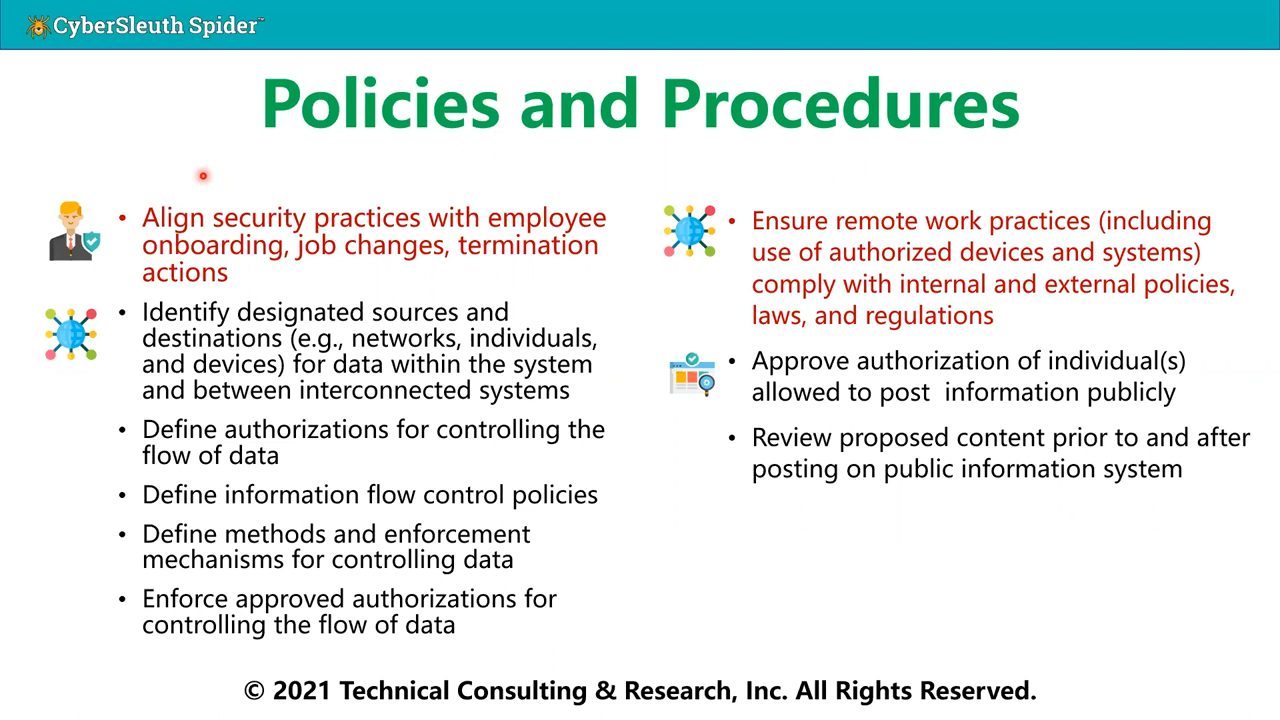 CyberSleuth Spider™
Policies and Procedures
• Align security practices with employee
onboarding, job changes, termination
actions
• Identify designated sources and
destinations (e.g., networks, individuals,
and devices) for data within the system
and between interconnected systems
• Define authorizations for controlling the
flow of data
• Define information flow control policies
• Define methods and enforcement
mechanisms for controlling data
• Enforce approved authorizations for
controlling the flow of data
• Ensure remote work practices (including
use of authorized devices and systems)
comply with internal and external policies,
laws, and regulations
• Approve authorization of individual(s)
allowed to post  information publicly
• Review proposed content prior to and after
posting on public information system
© 2021 Technical Consulting & Research, Inc. All Rights Reserved.